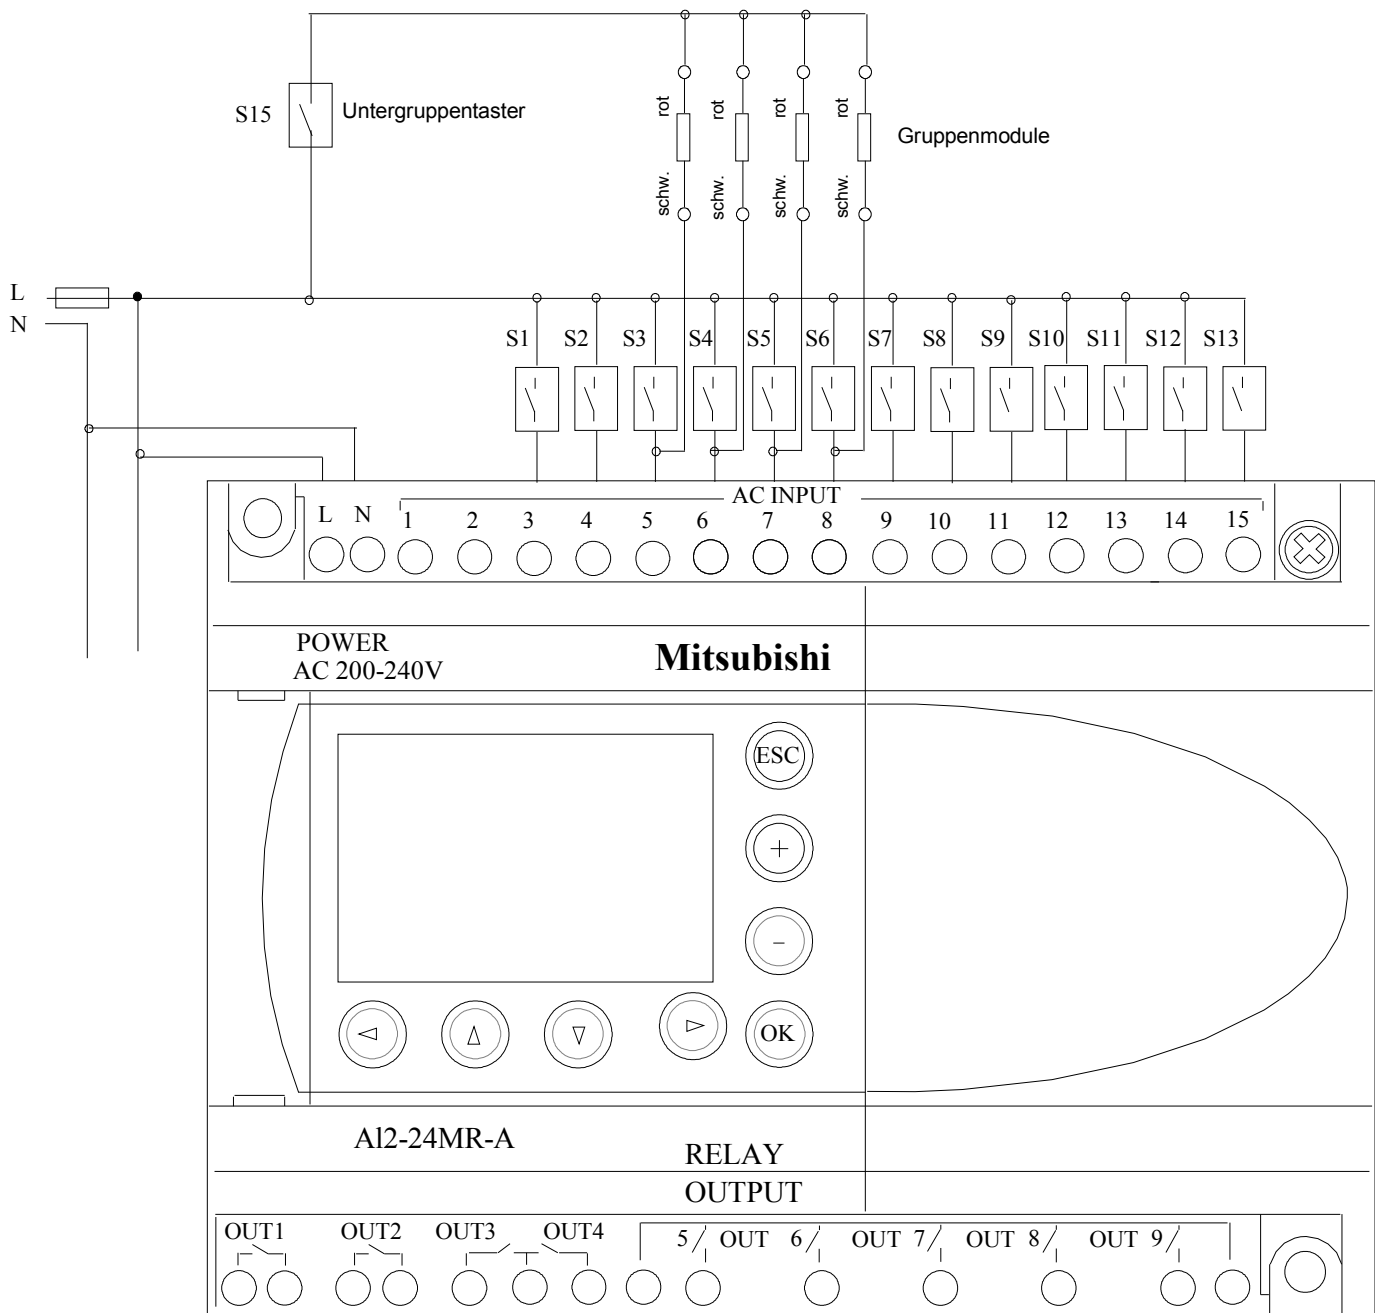 rot rot rot rot
S15 Untergruppentaster
Gruppenmodule
schw. schw. schw. schw.
L
N
S1 S2 S3 S4 S5 S6 S7 S8 S9 S10 S11 S12 S13
AC INPUT
L N 1 2 3 4 5 6 7 8 9 10 11 12 13 14 15
POWER
AC 200-240V
Mitsubishi
ESC
+
-
OK
Al2-24MR-A
RELAY
OUTPUT
OUT1 OUT2 OUT3 OUT4 5 OUT 6 OUT 7 OUT 8 OUT 9